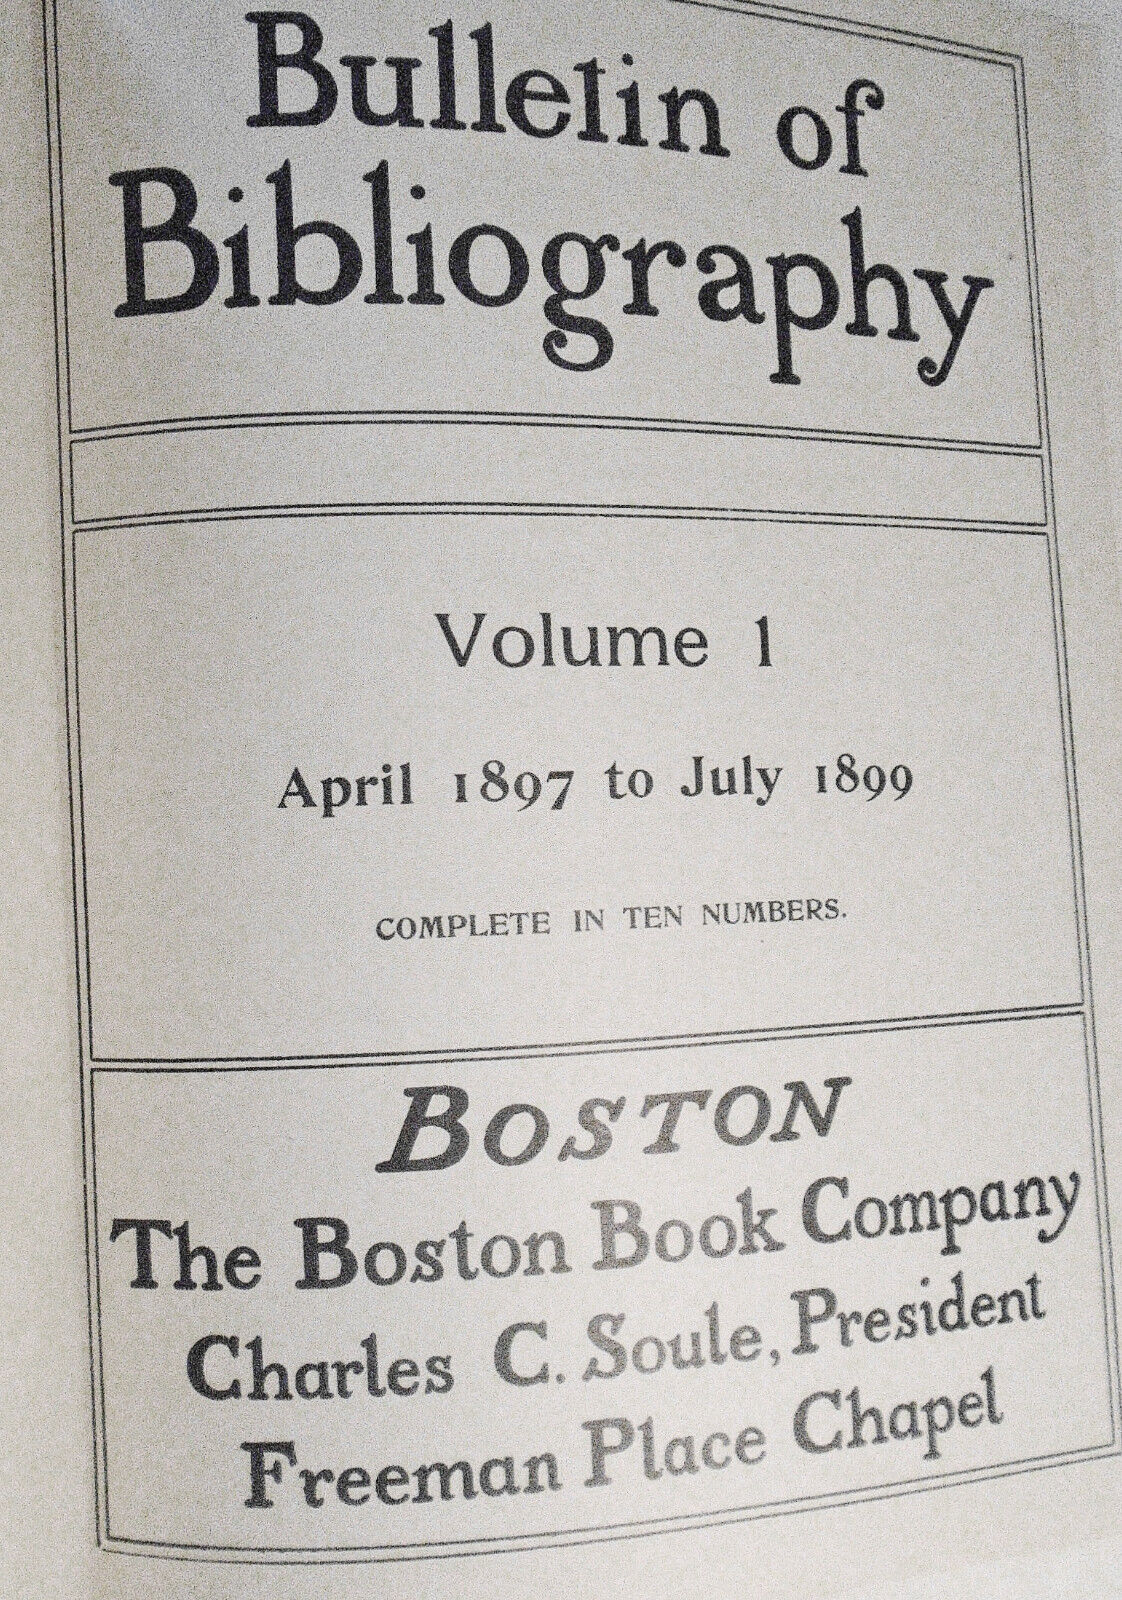 Bulletin of
Bibliography
Volume 1
April 1897 to July 1899
COMPLETE IN TEN NUMBERS.
BOSTON
The Boston Book Company
Charles C. Soule, President
Freeman Place Chapel